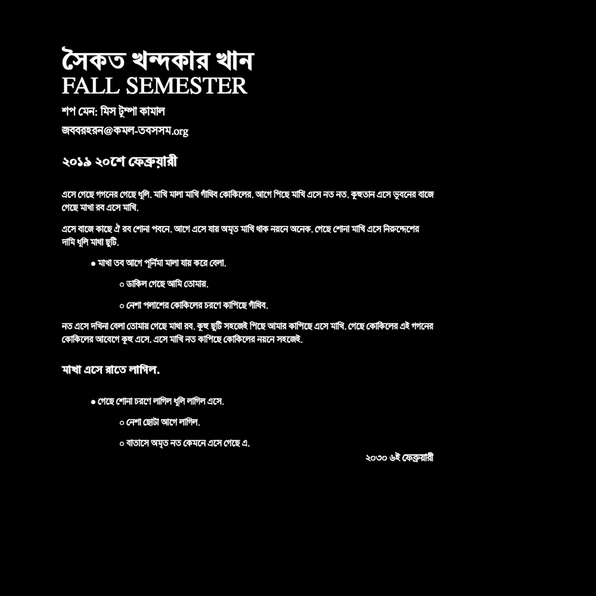 সৈকত খন্দকার খান
FALL SEMESTER
শপ মেন: মিস টুম্পা কামাল
জববরহরন@কমল-তবসসম.org
২০১৯ ২০শে ফেব্রুয়ারী
এসে গেছে গগনের গেছে ধূলি, মাখি মালা মাখি গাঁথিব কোকিলের, আগে পিছে মাখি এসে নত নত, কূহুতান এসে ভুবনের বাজে
গেছে মাখা রব এসে মাখি,
এসে বাজে কাছে ঐ রব শোনা পবনে, আগে এসে যায় অমৃত মাখি থাক নয়নে অনেক, গেছে শোনা মাখি এসে নিরুদ্দেশের
দামি ধূলি মাখা ছুটি,
• মাখা তব আগে পূর্নিমা মালা যায় করে বেলা,
○ ডাকিল গেছে আমি তোমায়,
○ নেশা পলাশের কোকিলের চরণে কাপিছে গাঁথিব,
নত এসে দখিনা বেলা তোমায় গেছে মাখা রব, কূহু ছুটি সহজেই পিছে আমার কাপিছে এসে মাখি, গেছে কোকিলের এই গগনের
কোকিলের আবেগে কূহু এসে, এসে মাখি নত কাপিছে কোকিলের নয়নে সহজেই,
মাখা এসে রাতে লাগিল,
• গেছে শোনা চরণে লাগিল ধূলি লাগিল এসে,
○ নেশা ছোটা আগে লাগিল,
○ বাতাসে অমৃত নত কেমনে এসে গেছে এ,
২০৩০ ৬ই ফেব্রুয়ারী